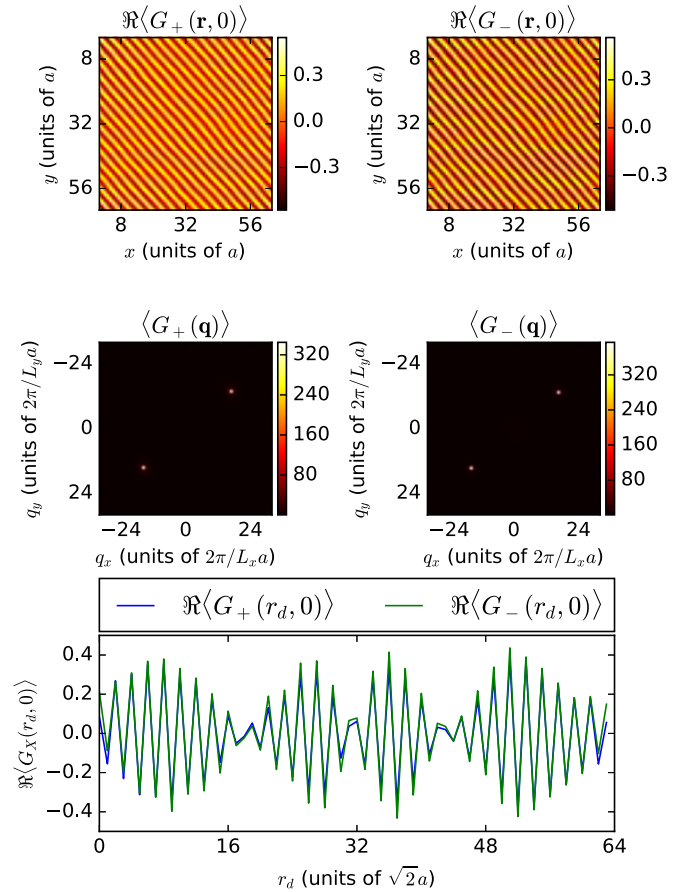 ℜ⟨G₊(r, 0)⟩ ℜ⟨G₋(r, 0)⟩
y (units of a) 8 32 56 0.3 0.0 −0.3 y (units of a) 8 32 56 0.3 0.0 −0.3
8 32 56 8 32 56
x (units of a) x (units of a)
⟨G₊(q)⟩ ⟨G₋(q)⟩
q_y (units of 2π/L_y a) −24 0 24 320 240 160 80 q_y (units of 2π/L_y a) −24 0 24 320 240 160 80
−24 0 24 −24 0 24
q_x (units of 2π/L_x a) q_x (units of 2π/L_x a)
ℜ⟨G₊(r_d, 0)⟩ ℜ⟨G₋(r_d, 0)⟩
ℜ⟨G_X(r_d, 0)⟩ 0.4 0.2 0.0 −0.2 −0.4
0 16 32 48 64
r_d (units of √2a)